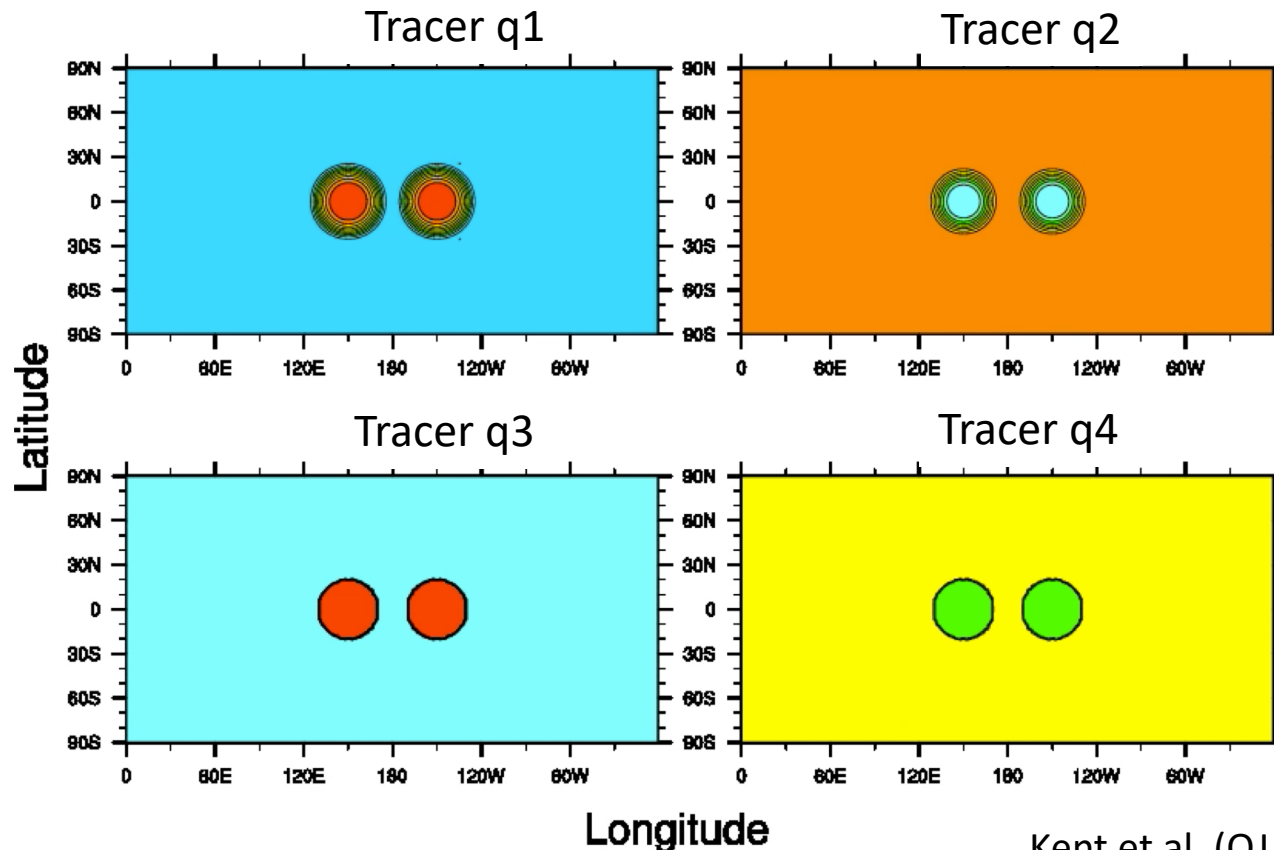 Tracer q1
Tracer q2
90N
60N
30N
0
30S
60S
90S
0 60E 120E 180 120W 60W
90N
60N
30N
0
30S
60S
90S
0 60E 120E 180 120W 60W
Latitude
Tracer q3
Tracer q4
90N
60N
30N
0
30S
60S
90S
0 60E 120E 180 120W 60W
90N
60N
30N
0
30S
60S
90S
0 60E 120E 180 120W 60W
Longitude
Kent et al. (QJ